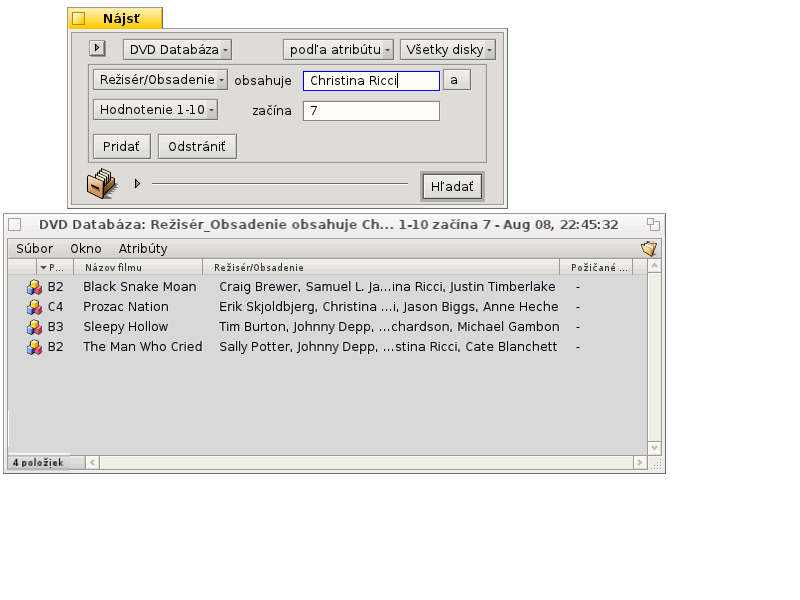 Nájsť
DVD Databáza podľa atribútu Všetky disky
Režisér/Obsadenie obsahuje Christina Ricci a
Hodnotenie 1-10 začína 7
Pridať Odstrániť
Hľadať
DVD Databáza: Režisér_Obsadenie obsahuje Ch... 1-10 začína 7 - Aug 08, 22:45:32
Súbor Okno Atribúty
P... Názov filmu Režisér/Obsadenie Požičané ...
B2 Black Snake Moan Craig Brewer, Samuel L. Ja...ina Ricci, Justin Timberlake -
C4 Prozac Nation Erik Skjoldbjerg, Christina ...i, Jason Biggs, Anne Heche -
B3 Sleepy Hollow Tim Burton, Johnny Depp, ...chardson, Michael Gambon -
B2 The Man Who Cried Sally Potter, Johnny Depp, ...stina Ricci, Cate Blanchett -
4 položiek